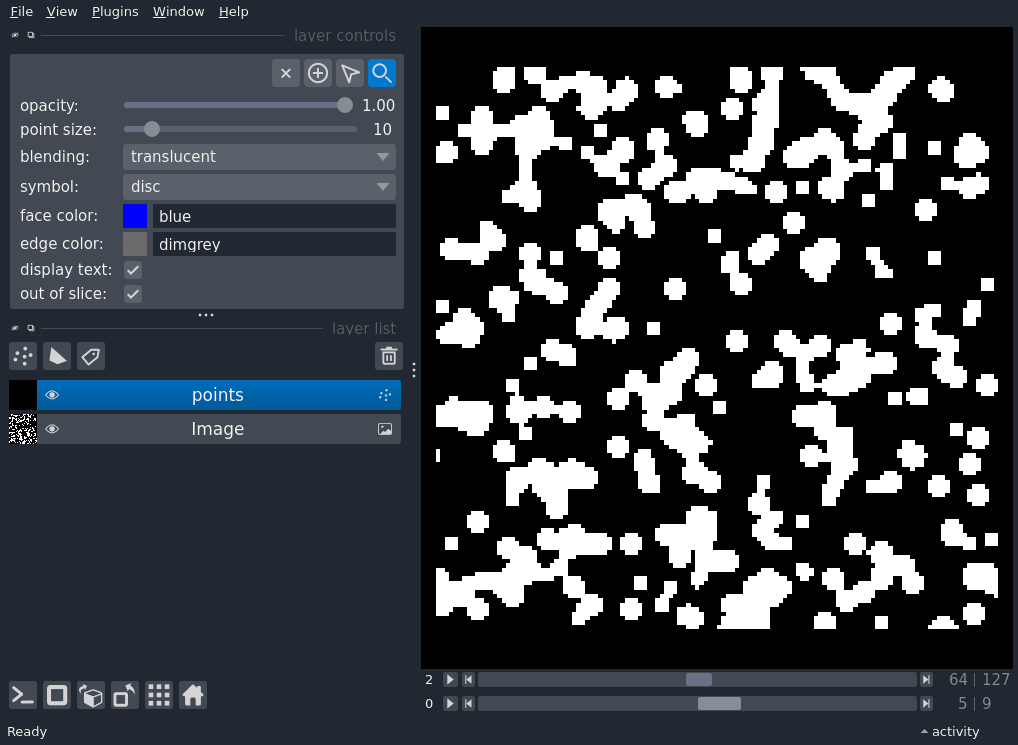 File View Plugins Window Help
layer controls
opacity: 1.00
point size: 10
blending: translucent
symbol: disc
face color: blue
edge color: dimgrey
display text:
out of slice:
layer list
points
Image
2 64 | 127
0 5 | 9
Ready activity